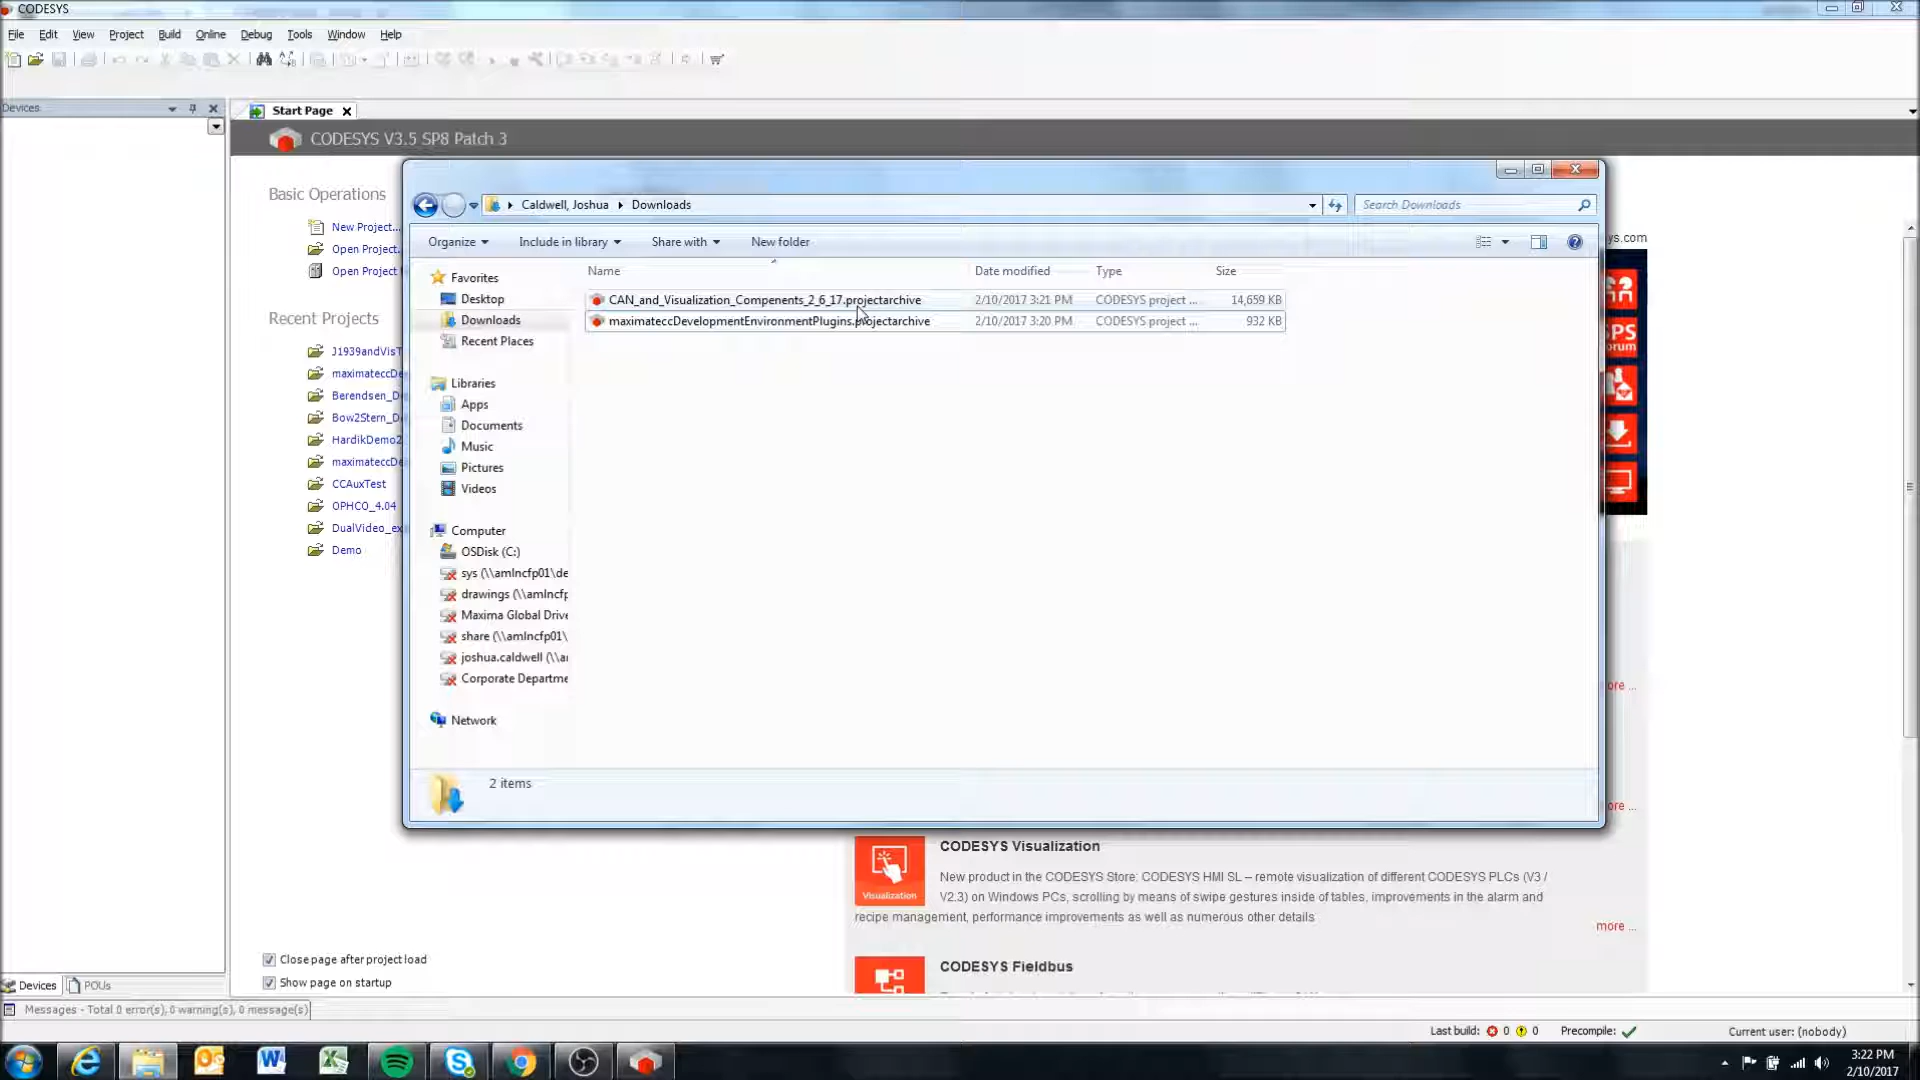 CODESYS
File Edit View Project Build Online Debug Tools Window Help
Devices
Start Page
CODESYS V3.5 SP8 Patch 3
Basic Operations
New Project...
Open Project
Open Project
Recent Projects
J1939andVisT
maximateccDe
Berendsen_D
Bow2Stern_D
HardikDemo2
maximateccDe
CCAuxTest
OPHCO_4.04
DualVideo_ex
Demo
Close page after project load
Show page on startup
Caldwell, Joshua Downloads
Search Downloads
Organize Include in library Share with New folder
Name Date modified Type Size
CAN_and_Visualization_Compenents_2_6_17.projectarchive 2/10/2017 3:21 PM CODESYS project ... 14,659 KB
maximateccDevelopmentEnvironmentPlugins.projectarchive 2/10/2017 3:20 PM CODESYS project ... 932 KB
Favorites
Desktop
Downloads
Recent Places
Libraries
Apps
Documents
Music
Pictures
Videos
Computer
OSDisk (C:)
sys (\\amlncfp01\de
drawings (\\amlncfp
Maxima Global Drive
share (\\amlncfp01\
joshua.caldwell (\\a
Corporate Departme
Network
2 items
ys.com
SPS
orum
ore ...
ore ...
Visualization
CODESYS Visualization
New product in the CODESYS Store: CODESYS HMI SL – remote visualization of different CODESYS PLCs (V3 /
V2.3) on Windows PCs, scrolling by means of swipe gestures inside of tables, improvements in the alarm and
recipe management, performance improvements as well as numerous other details
more ...
CODESYS Fieldbus
Devices POUs
Messages - Total 0 error(s), 0 warning(s), 0 message(s)
Last build: 0 0 Precompile: Current user: (nobody)
3:22 PM
2/10/2017